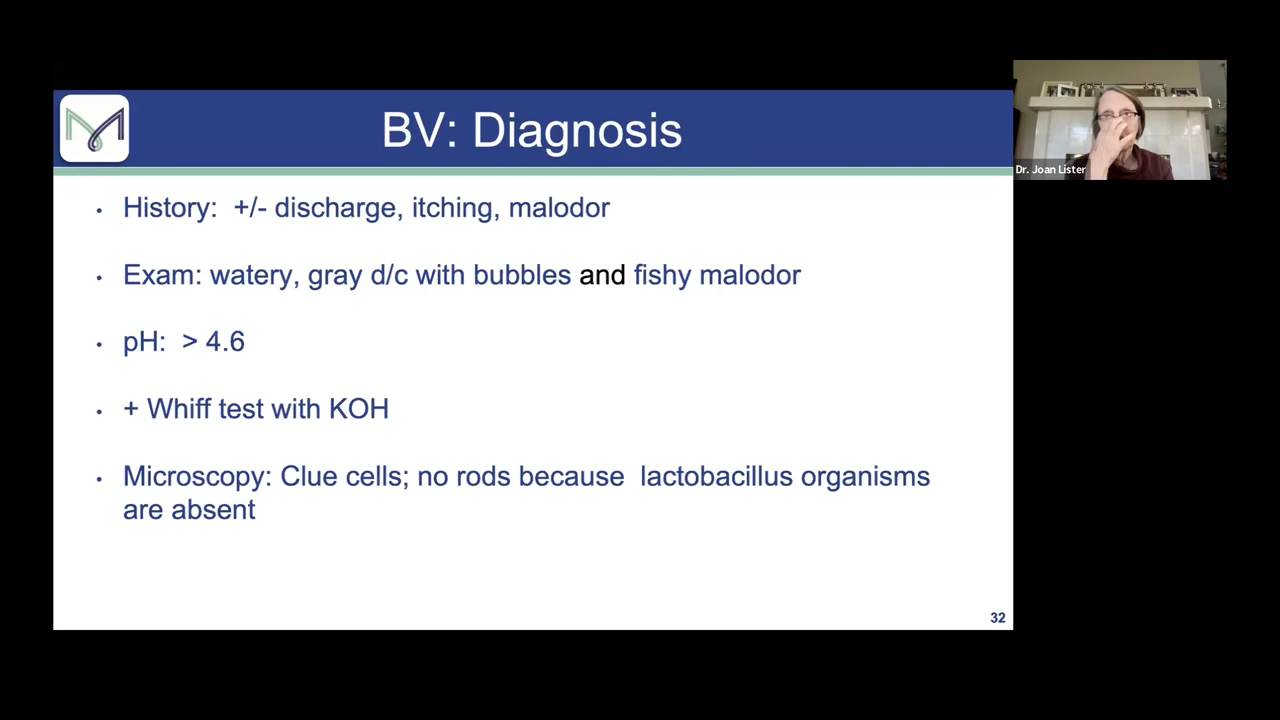 BV: Diagnosis
Dr. Joan Lister
• History: +/- discharge, itching, malodor
• Exam: watery, gray d/c with bubbles and fishy malodor
• pH: > 4.6
• + Whiff test with KOH
• Microscopy: Clue cells; no rods because lactobacillus organisms
are absent
32